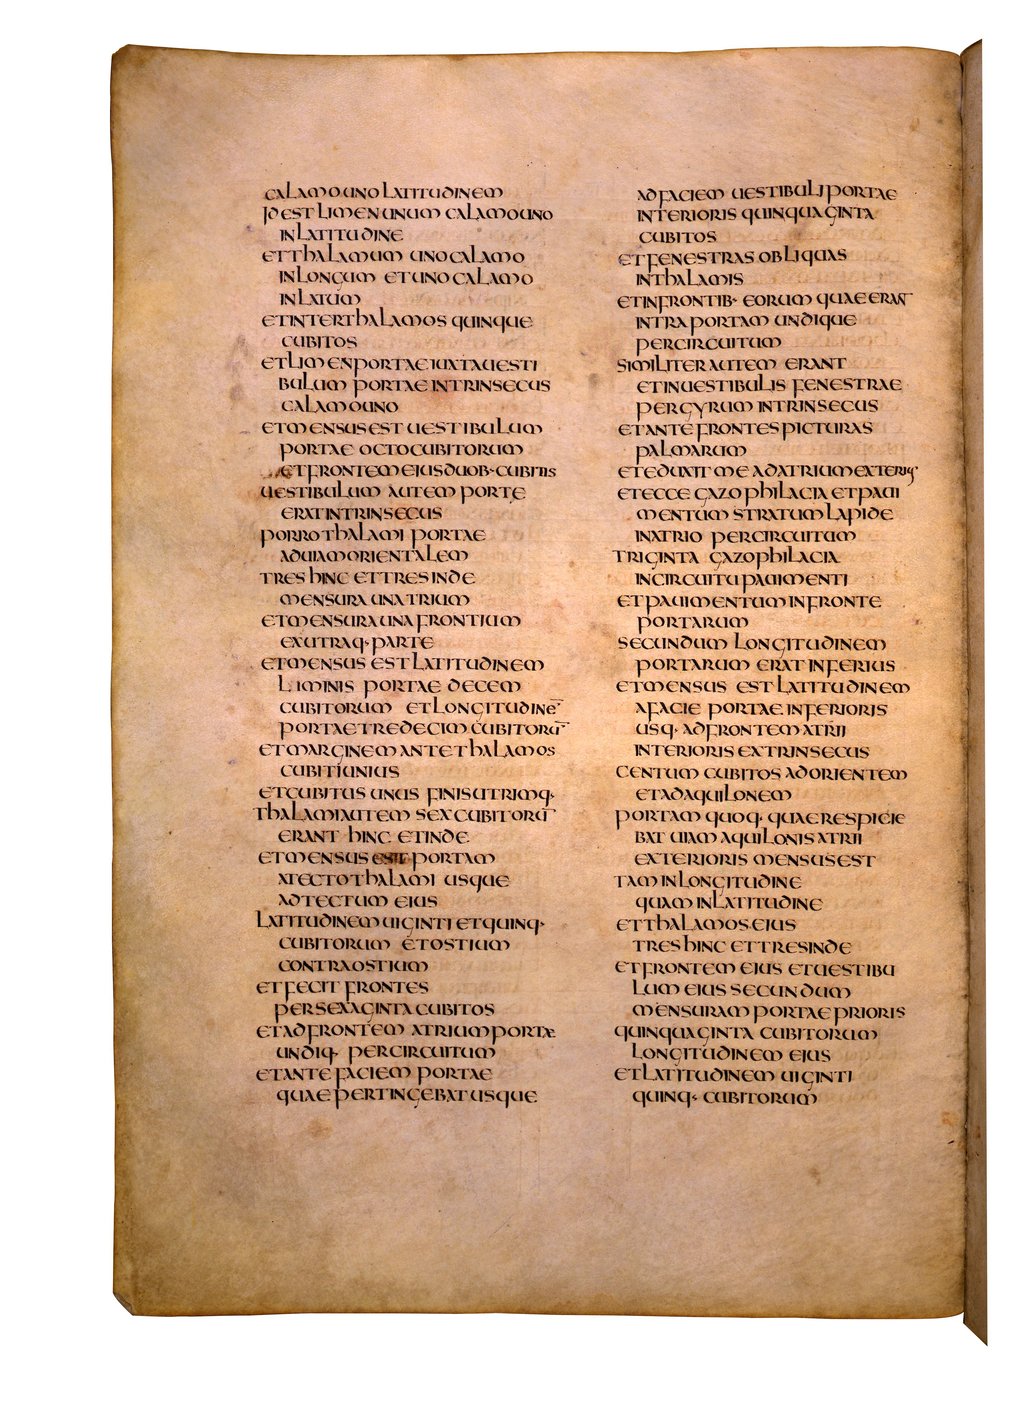 CALAMO UNO LATITUDINEM
ID EST LIMEN UNUM CALAMO UNO
IN LATITUDINE
ET THALAMUM UNO CALAMO
IN LONGUM ET UNO CALAMO
IN LATUM
ET INTER THALAMOS QUINQUE
CUBITOS
ET LIMEN PORTAE IUXTA UESTI
BULUM PORTAE INTRINSECUS
CALAMO UNO
ET MENSUS EST UESTIBULUM
PORTAE OCTO CUBITORUM
ET FRONTEM EIUS DUOB· CUBITIS
UESTIBULUM AUTEM PORTE
ERAT INTRINSECUS
PORRO THALAMI PORTAE
AD UIAM ORIENTALEM
TRES HINC ET TRES INDE
MENSURA UNA TRIUM
ET MENSURA UNA FRONTIUM
EX UTRAQ· PARTE
ET MENSUS EST LATITUDINEM
LIMINIS PORTAE DECEM
CUBITORUM ET LONGITUDINE̅
PORTAE TREDECIM CUBITORU̅
ET MARGINEM ANTE THALAMOS
CUBITI UNIUS
ET CUBITUS UNUS FINIS UTRIMQ·
THALAMI AUTEM SEX CUBITORU̅
ERANT HINC ET INDE
ET MENSUS EST PORTAM
A TECTO THALAMI USQUE
AD TECTUM EIUS
LATITUDINEM UIGINTI ET QUINQ·
CUBITORUM ET OSTIUM
CONTRA OSTIUM
ET FECIT FRONTES
PER SEXAGINTA CUBITOS
ET AD FRONTEM ATRIUM PORTAE
UNDIQ· PER CIRCUITUM
ET ANTE FACIEM PORTAE
QUAE PERTINGEBAT USQUE
AD FACIEM UESTIBULI PORTAE
INTERIORIS QUINQUAGINTA
CUBITOS
ET FENESTRAS OBLIQUAS
IN THALAMIS
ET IN FRONTIB· EORUM QUAE ERANT
INTRA PORTAM UNDIQUE
PER CIRCUITUM
SIMILITER AUTEM ERANT
ET IN UESTIBULIS FENESTRAE
PER GYRUM INTRINSECUS
ET ANTE FRONTES PICTURAS
PALMARUM
ET EDUXIT ME AD ATRIUM EXTERIUS
ET ECCE GAZOPHILACIA ET PAUI
MENTUM STRATUM LAPIDE
IN ATRIO PER CIRCUITUM
TRIGINTA GAZOPHILACIA
IN CIRCUITU PAUIMENTI
ET PAUIMENTUM IN FRONTE
PORTARUM
SECUNDUM LONGITUDINEM
PORTARUM ERAT INFERIUS
ET MENSUS EST LATITUDINEM
A FACIE PORTAE INFERIORIS
USQ· AD FRONTEM ATRII
INTERIORIS EXTRINSECUS
CENTUM CUBITOS AD ORIENTEM
ET AD AQUILONEM
PORTAM QUOQ· QUAE RESPICIE
BAT UIAM AQUILONIS ATRII
EXTERIORIS MENSUS EST
TAM IN LONGITUDINE
QUAM IN LATITUDINE
ET THALAMOS EIUS
TRES HINC ET TRES INDE
ET FRONTEM EIUS ET UESTIBU
LUM EIUS SECUNDUM
MENSURAM PORTAE PRIORIS
QUINQUAGINTA CUBITORUM
LONGITUDINEM EIUS
ET LATITUDINEM UIGINTI
QUINQ· CUBITORUM